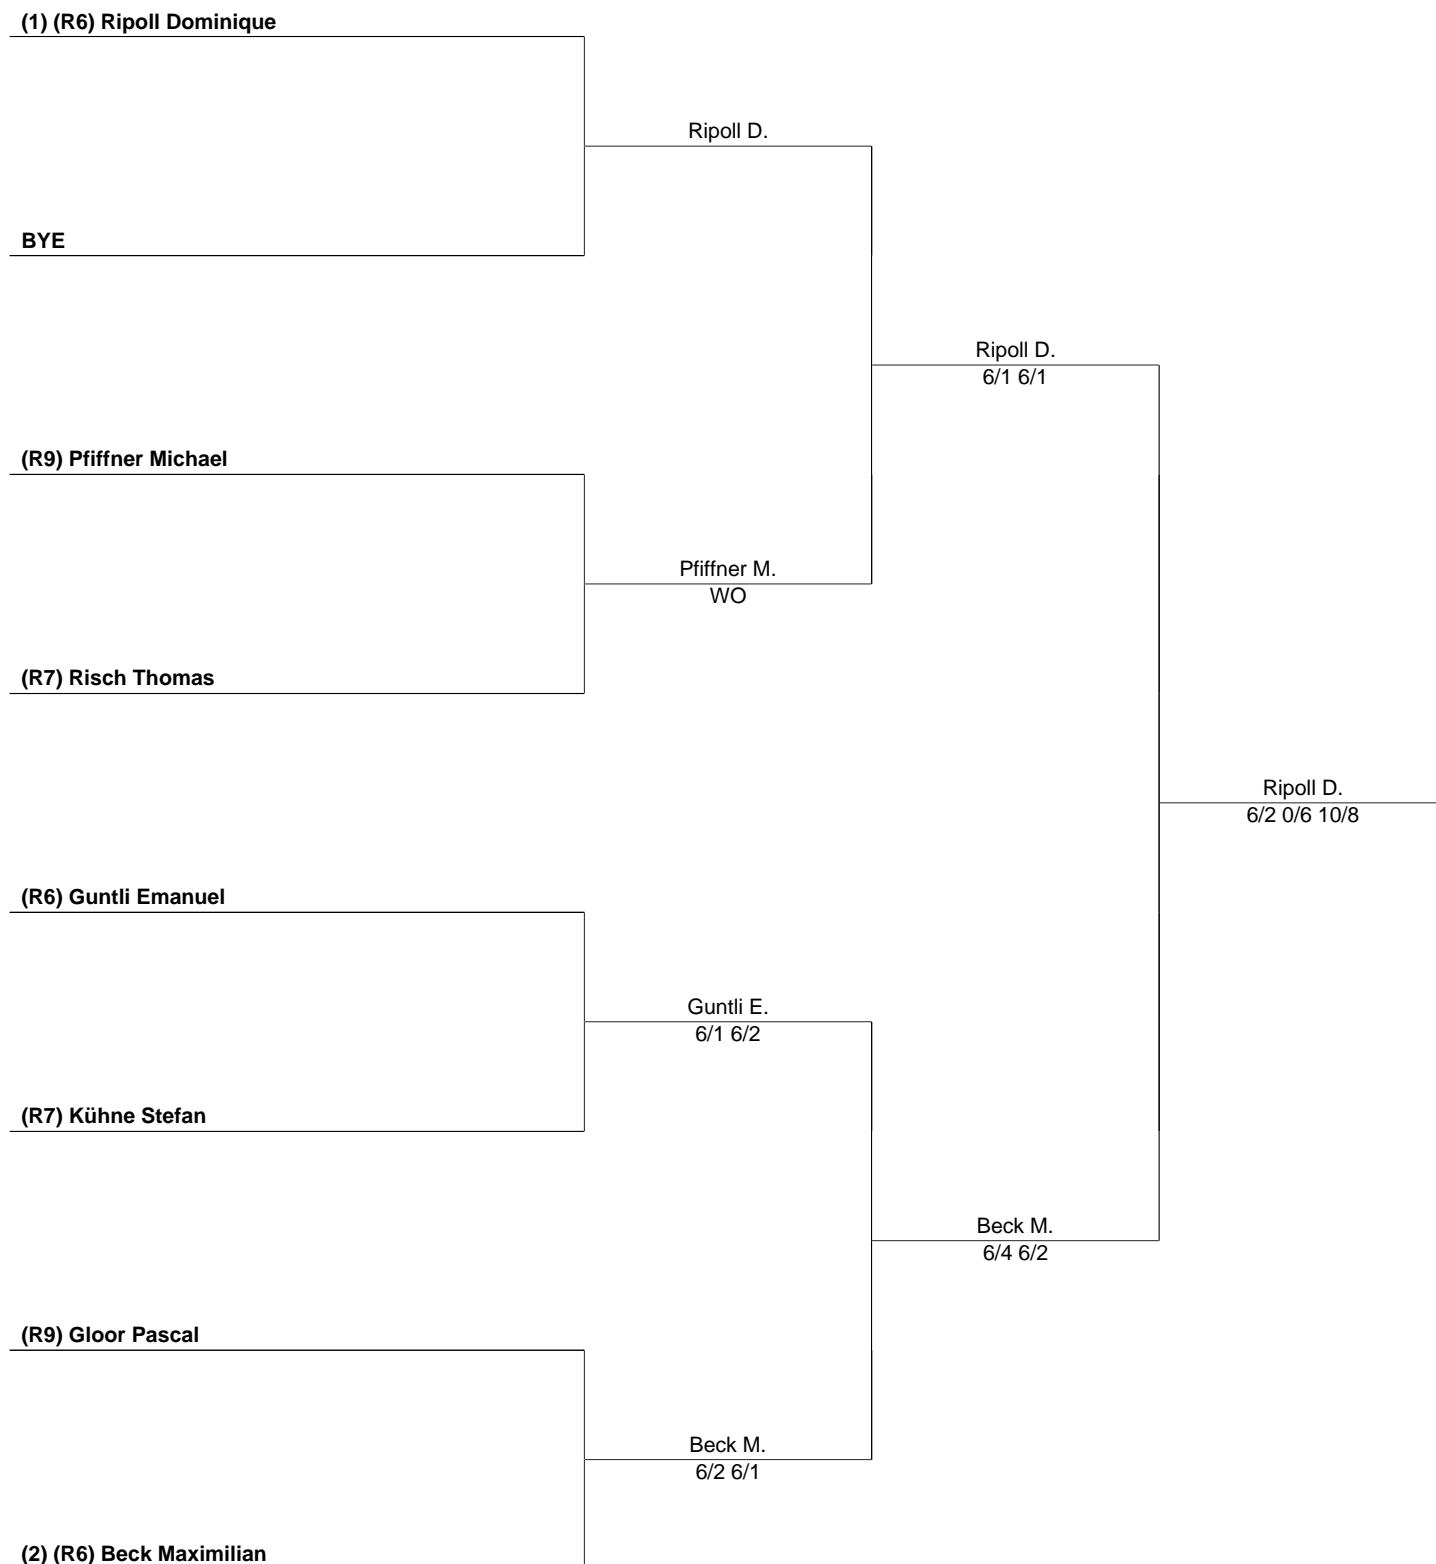 (1) (R6) Ripoll Dominique
Ripoll D.
BYE
Ripoll D.
6/1 6/1
(R9) Pfiffner Michael
Pfiffner M.
WO
(R7) Risch Thomas
Ripoll D.
6/2 0/6 10/8
(R6) Guntli Emanuel
Guntli E.
6/1 6/2
(R7) Kühne Stefan
Beck M.
6/4 6/2
(R9) Gloor Pascal
Beck M.
6/2 6/1
(2) (R6) Beck Maximilian